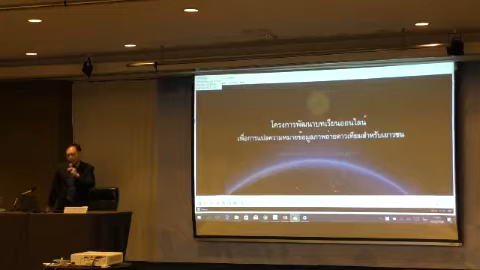 โครงการพัฒนาบทเรียนออนไลน์
เพื่อการแปลความหมายข้อมูลภาพถ่ายดาวเทียมสำหรับเยาวชน